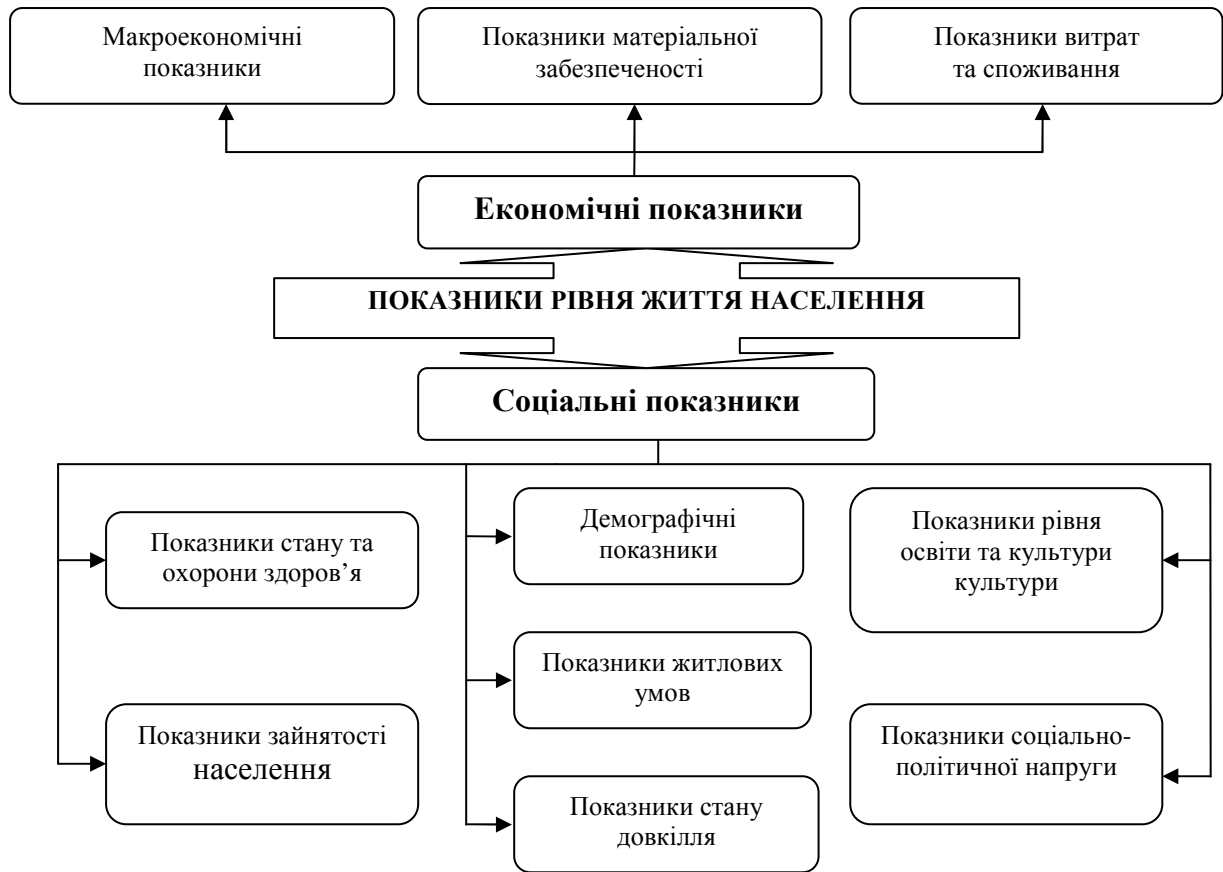 Макроекономічні
показники
Показники матеріальної
забезпеченості
Показники витрат
та споживання
Економічні показники
ПОКАЗНИКИ РІВНЯ ЖИТТЯ НАСЕЛЕННЯ
Соціальні показники
Показники стану та
охорони здоров’я
Демографічні
показники
Показники рівня
освіти та культури
культури
Показники житлових
умов
Показники зайнятості
населення
Показники соціально-
політичної напруги
Показники стану
довкілля